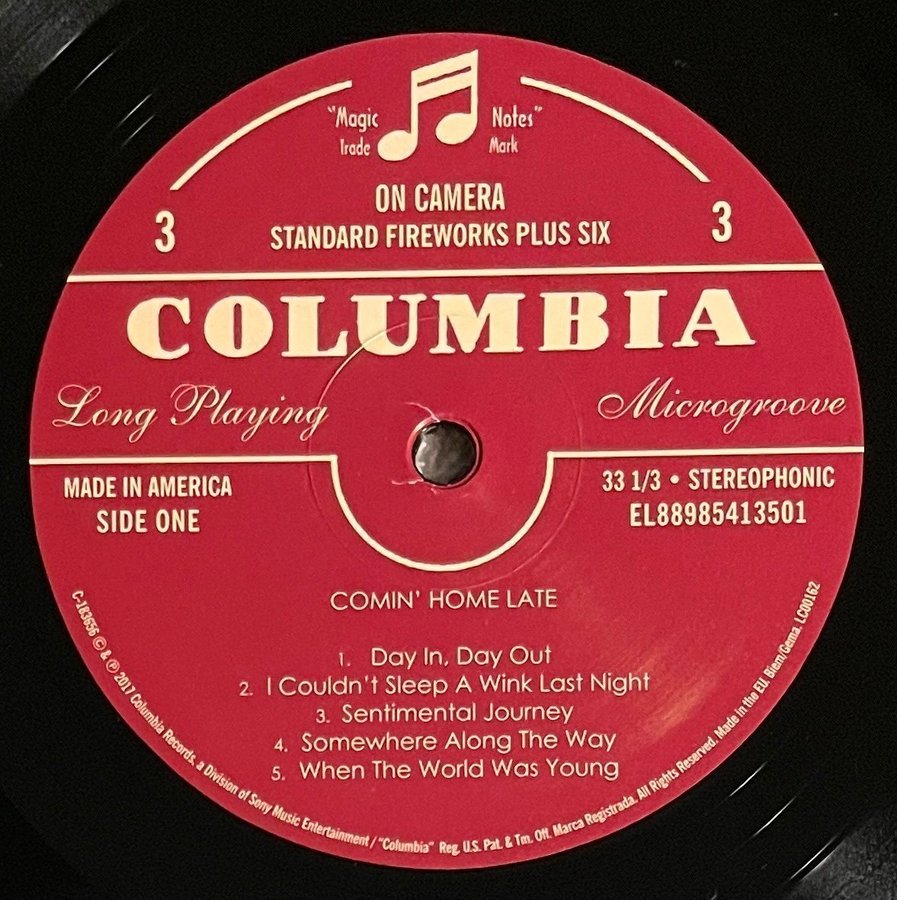 "Magic Notes"
Trade Mark
ON CAMERA
3 STANDARD FIREWORKS PLUS SIX 3
COLUMBIA
Long Playing Microgroove
MADE IN AMERICA 33 1/3 • STEREOPHONIC
SIDE ONE EL88985413501
COMIN' HOME LATE
1. Day In, Day Out
2. I Couldn't Sleep A Wink Last Night
3. Sentimental Journey
4. Somewhere Along The Way
5. When The World Was Young
C-183656 © & ℗ 2017 Columbia Records, a Division of Sony Music Entertainment / "Columbia" Reg. U.S. Pat. & Tm. Off. Marca Registrada. All Rights Reserved. Made in the EU. Biem/Gema. LC00162